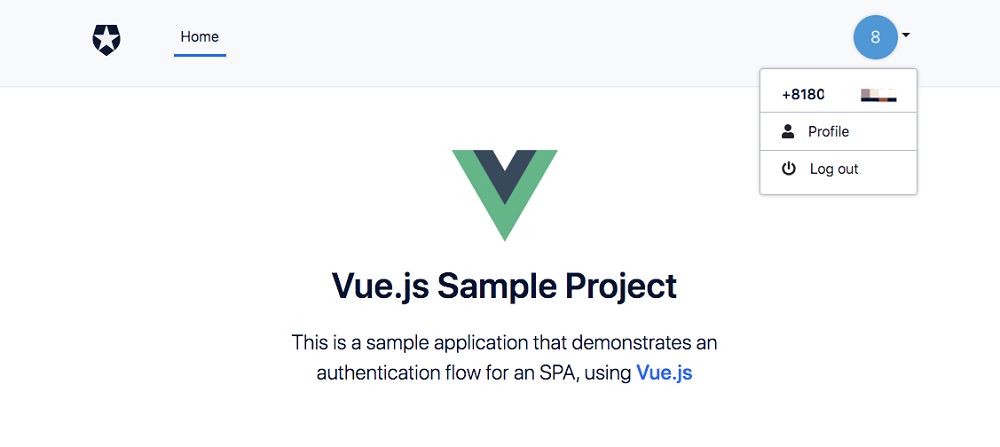 Home
8
+8180
Profile
Log out
Vue.js Sample Project
This is a sample application that demonstrates an
authentication flow for an SPA, using Vue.js